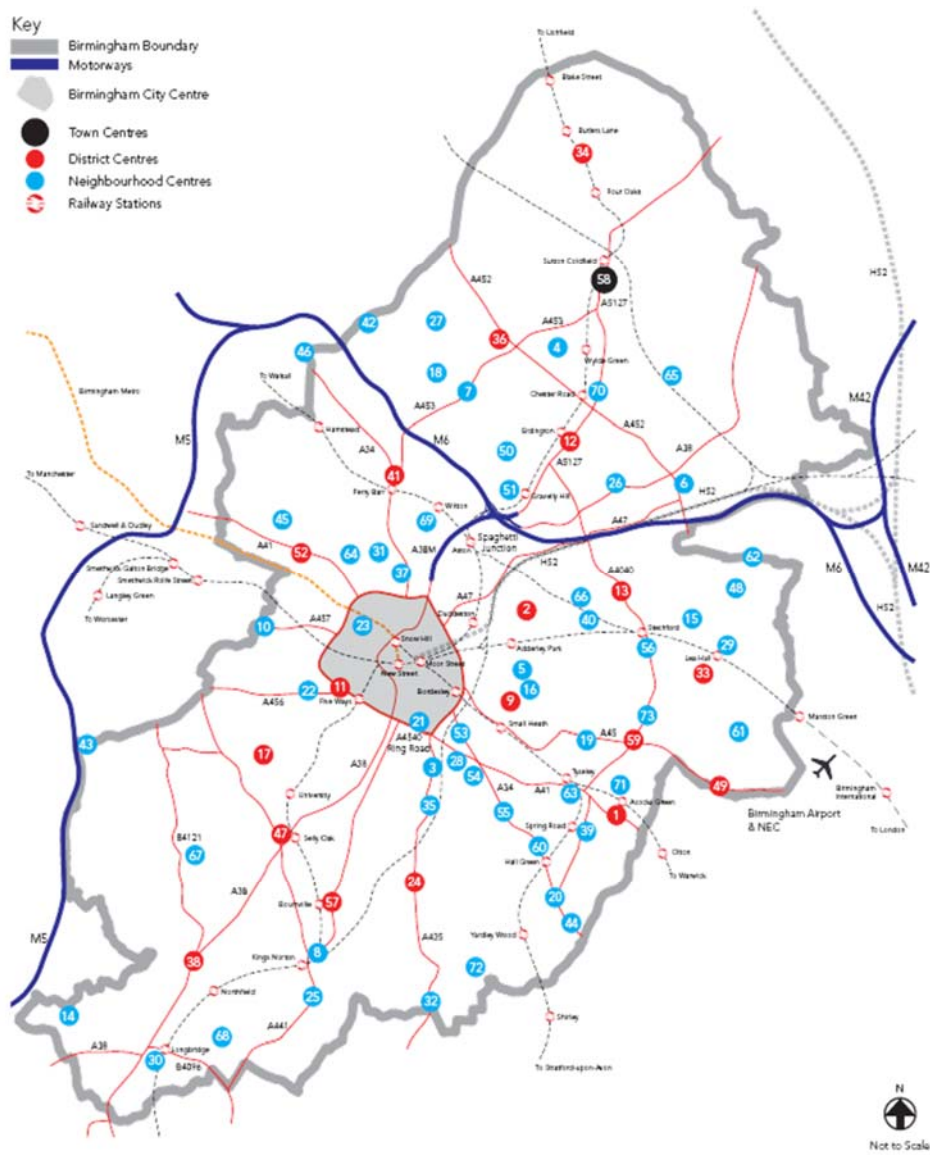 Key
Birmingham Boundary
Motorways
Birmingham City Centre
Town Centres
District Centres
Neighbourhood Centres
Railway Stations
To Lichfield
Blake Street
Butlers Lane
34
Four Oaks
Sutton Coldfield
58
A452
A5127
HS2
42
27
A453
36
4
Wylde Green
46
To Walsall
18
7
Chester Road
70
65
Birmingham Metro
A453
M5
M6
Hamstead
A34
Erdington
12
A452
M42
50
A5127
A38
To Manchester
41
Perry Barr
51
Gravelly Hill
26
6
HS2
Sandwell & Dudley
45
69
Witton
A47
A41
52
64
31
A38M
Aston
Spaghetti
Junction
HS2
62
Smethwick Galton Bridge
Smethwick Rolfe Street
37
A4040
M6
M42
Langley Green
A47
13
48
To Worcester
Duddeston
2
66
HS2
10
A457
23
40
Stechford
15
Snow Hill
Adderley Park
56
29
Lea Hall
New Street
Moor Street
33
5
22
11
Bordesley
16
A456
Five Ways
9
73
Marston Green
21
Small Heath
43
A4540
Ring Road
53
19
59
A45
61
17
A38
3
28
54
Tyseley
University
A34
A41
63
71
49
Birmingham
International
35
55
Acocks Green
Birmingham Airport
& NEC
B4121
47
Selly Oak
Spring Road
39
1
To London
67
60
Hall Green
Olton
To Warwick
A38
24
20
Bournville
57
44
M5
A435
Yardley Wood
38
Kings Norton
8
72
Northfield
25
32
14
68
A441
Shirley
A38
30
Longbridge
B4096
To Stratford-upon-Avon
N
Not to Scale